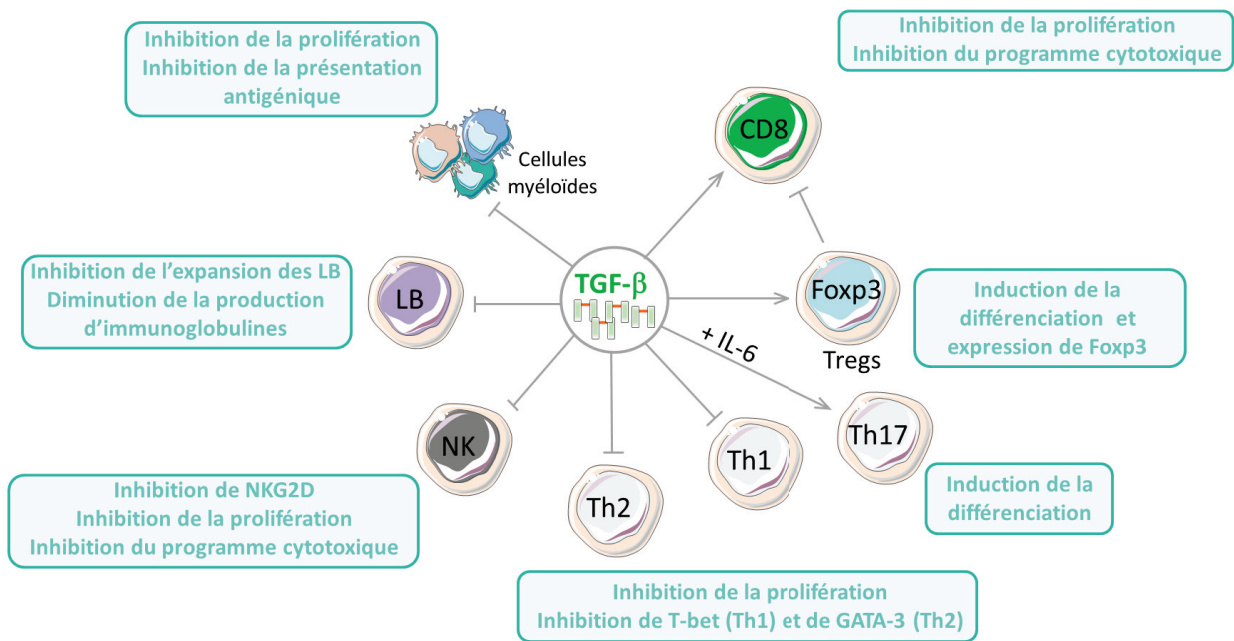 Inhibition de la prolifération
Inhibition de la présentation
antigénique
Inhibition de la prolifération
Inhibition du programme cytotoxique
CD8
Cellules
myéloïdes
Inhibition de l’expansion des LB
Diminution de la production
d’immunoglobulines
LB
TGF-β
Foxp3
Tregs
Induction de la
différenciation et
expression de Foxp3
+ IL-6
NK
Th2
Th1
Th17
Inhibition de NKG2D
Inhibition de la prolifération
Inhibition du programme cytotoxique
Induction de la
différenciation
Inhibition de la prolifération
Inhibition de T-bet (Th1) et de GATA-3 (Th2)